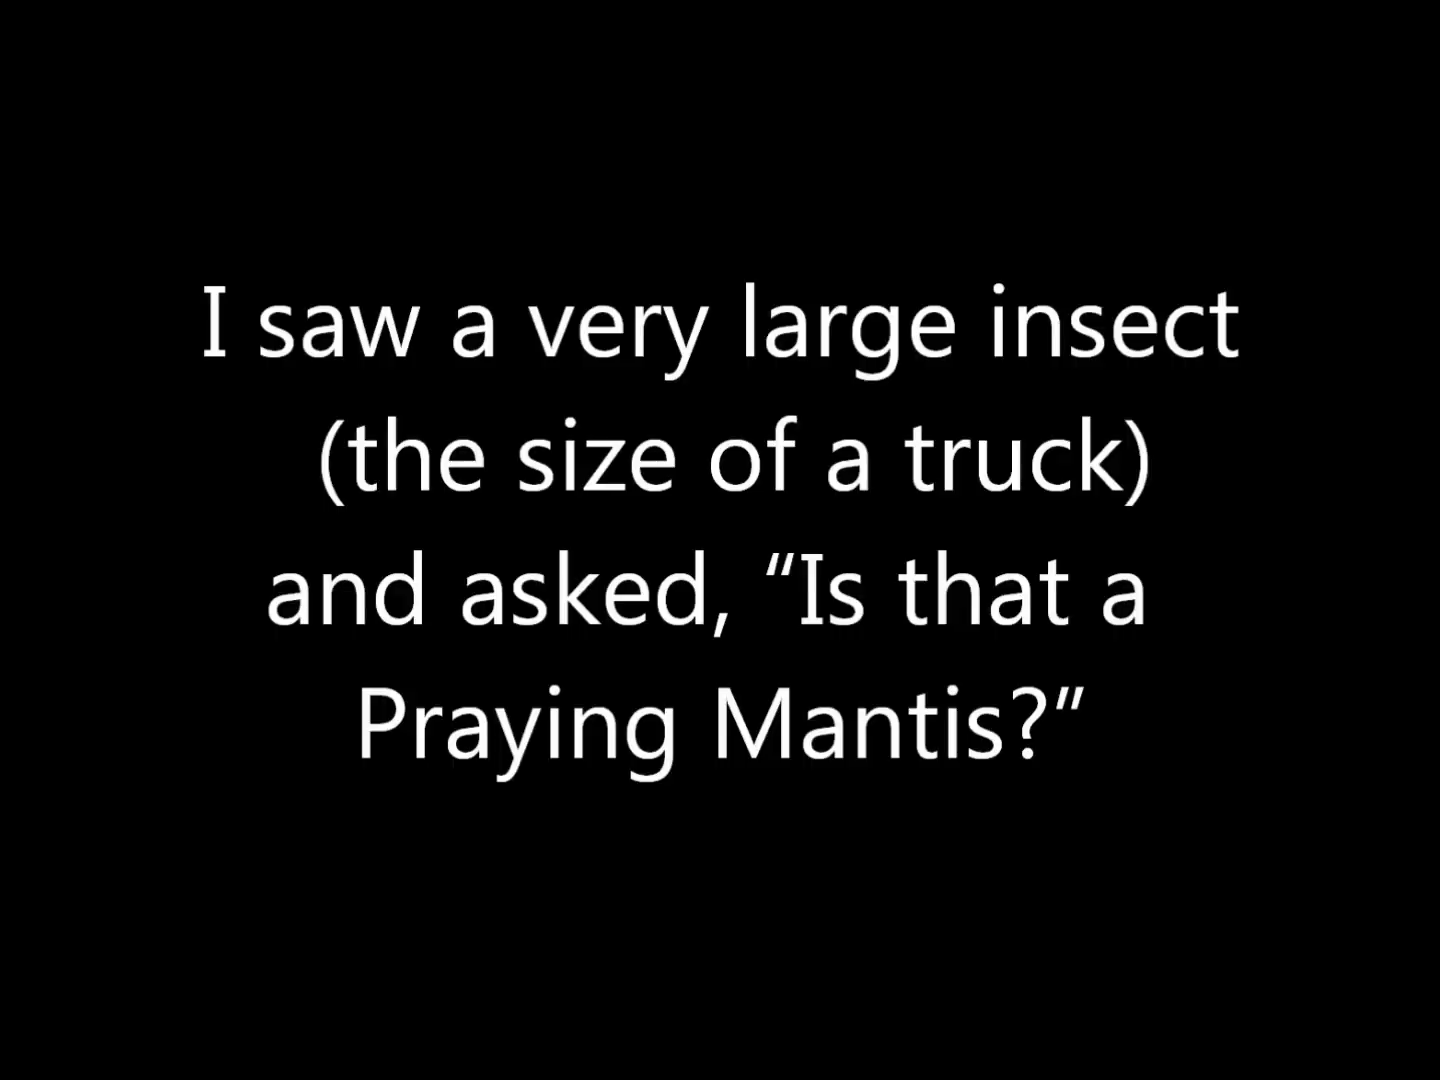 I saw a very large insect
(the size of a truck)
and asked, “Is that a
Praying Mantis?”